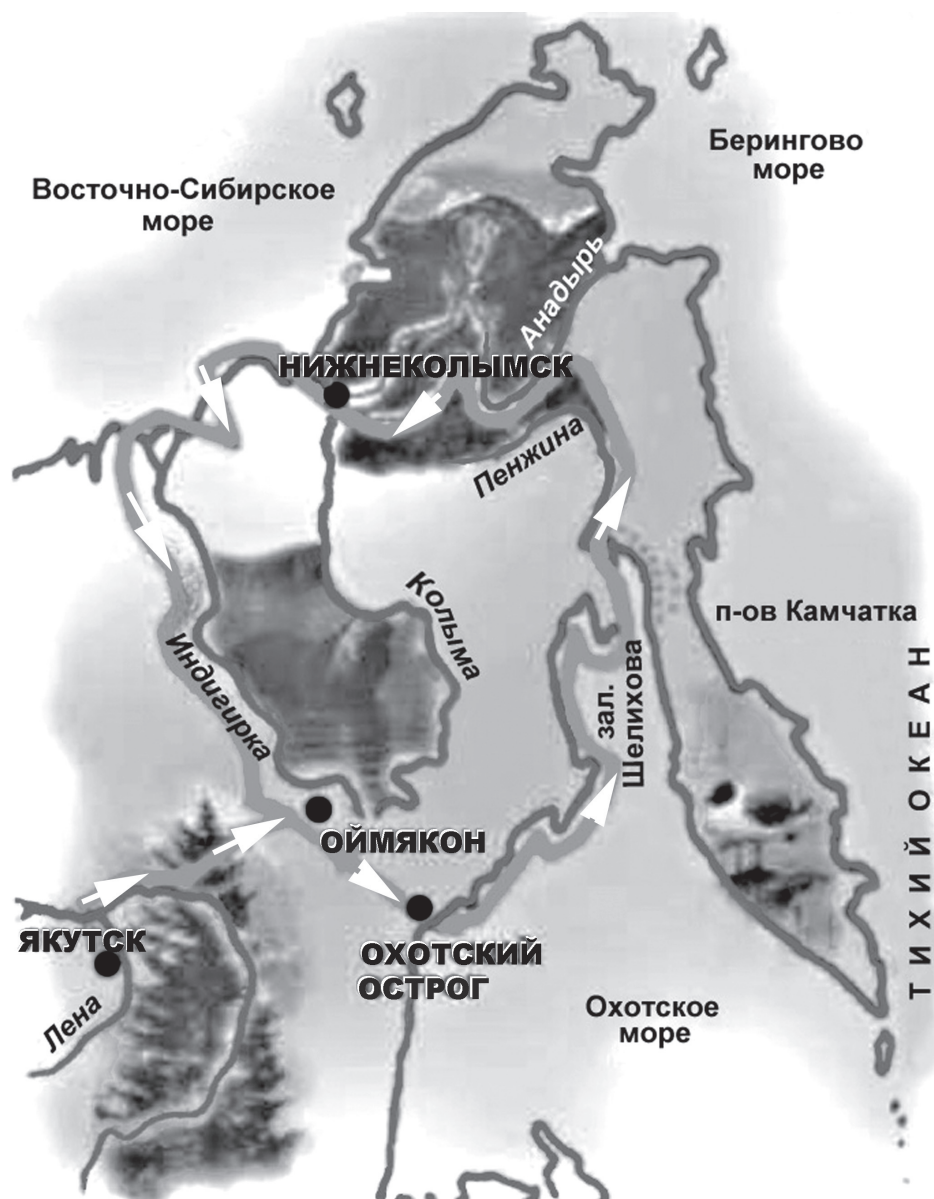 Берингово
море
Восточно-Сибирское
море
Анадырь
НИЖНЕКОЛЫМСК
Пенжина
Колыма
п-ов Камчатка
Индигирка
зал.
Шелихова
ТИХИЙ ОКЕАН
ОЙМЯКОН
ЯКУТСК
ОХОТСКИЙ
ОСТРОГ
Лена
Охотское
море